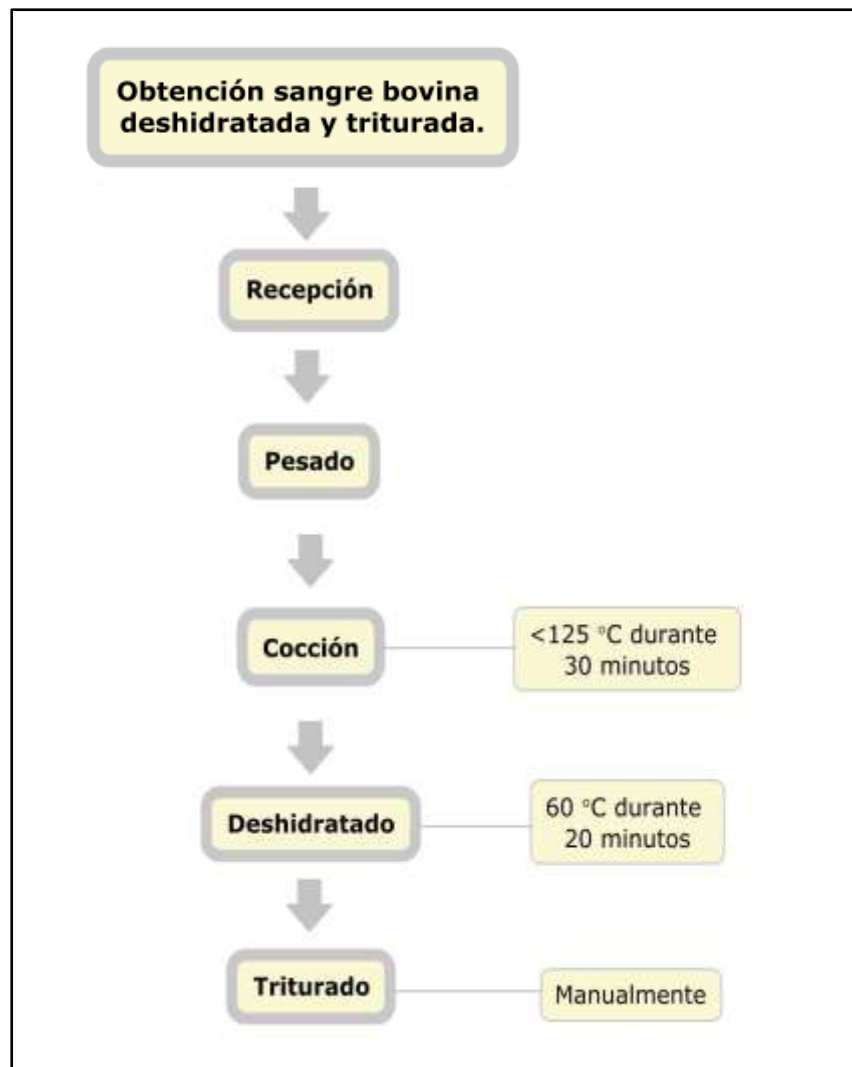 Obtención sangre bovina
deshidratada y triturada.
Recepción
Pesado
Cocción
<125 °C durante
30 minutos
Deshidratado
60 °C durante
20 minutos
Triturado
Manualmente